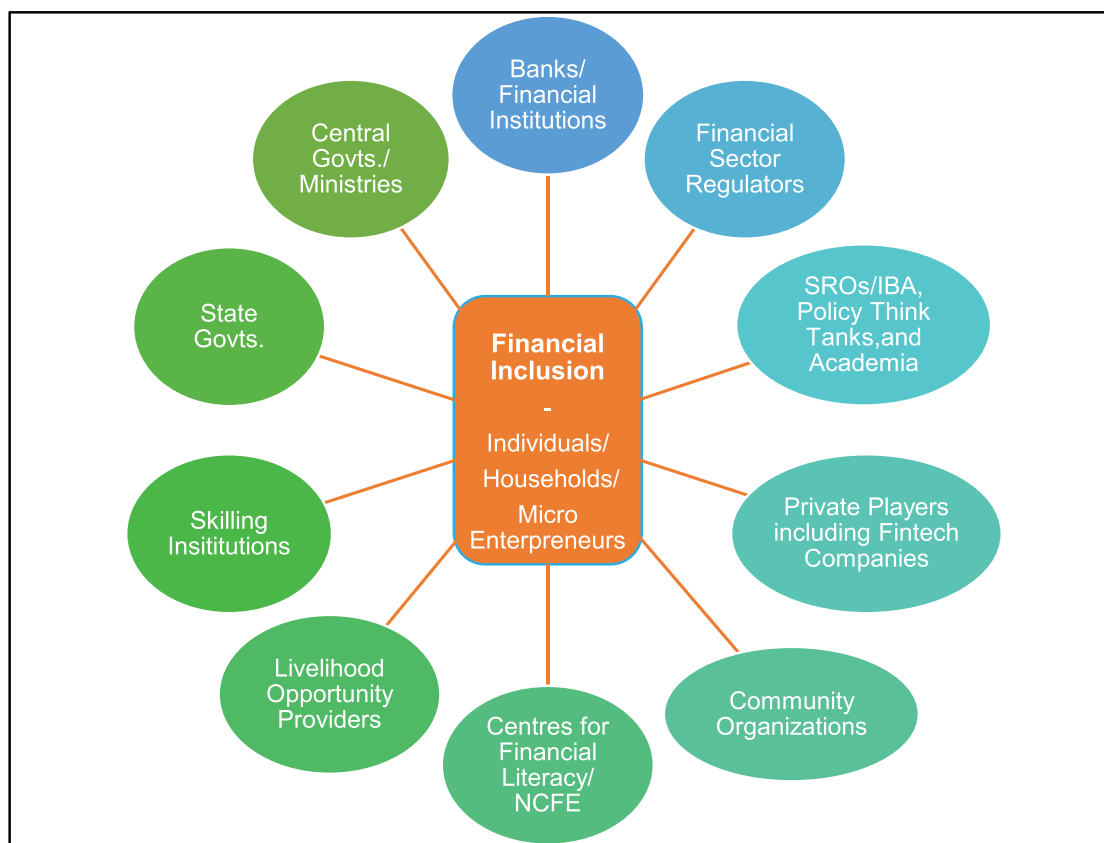 Banks/
Financial
Institutions
Financial
Sector
Regulators
SROs/IBA,
Policy Think
Tanks,and
Academia
Private Players
including Fintech
Companies
Community
Organizations
Centres for
Financial
Literacy/
NCFE
Livelihood
Opportunity
Providers
Skilling
Insititutions
State
Govts.
Central
Govts./
Ministries
Financial
Inclusion
-
Individuals/
Households/
Micro
Enterpreneurs